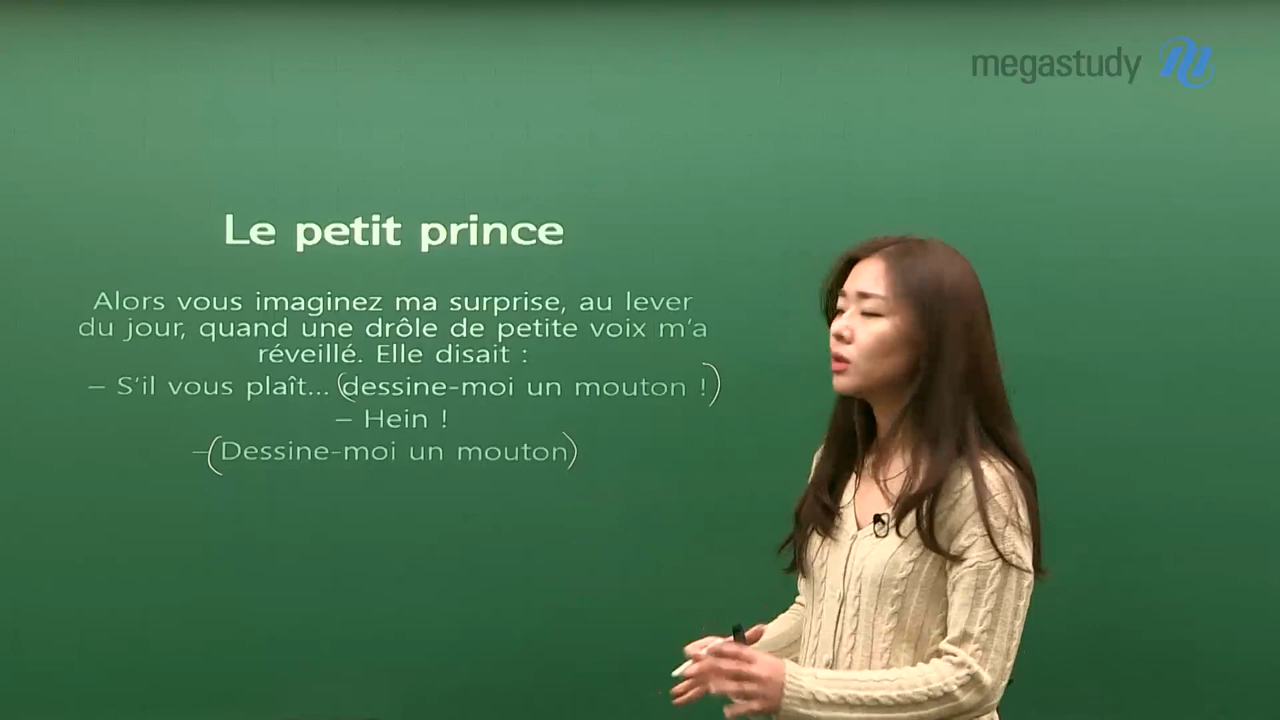 megastudy
Le petit prince
Alors vous imaginez ma surprise, au lever
du jour, quand une drôle de petite voix m'a
réveillé. Elle disait :
– S'il vous plaît... (dessine-moi un mouton !)
– Hein !
–(Dessine-moi un mouton)